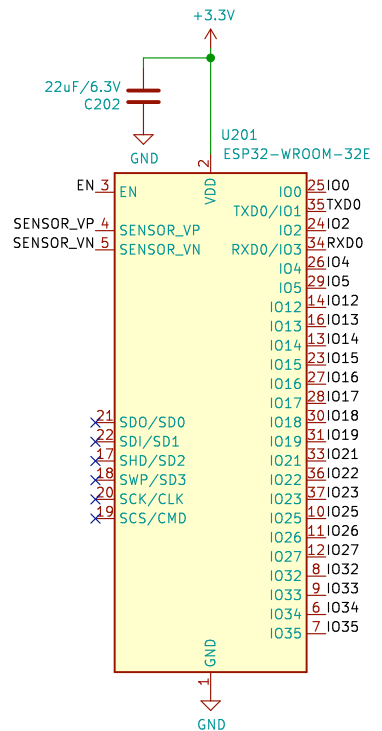 +3.3V
22uF/6.3V
C202
GND
U201
ESP32-WROOM-32E
2
VDD
EN 3 EN
SENSOR_VP 4 SENSOR_VP
SENSOR_VN 5 SENSOR_VN
21 SDO/SD0
22 SDI/SD1
17 SHD/SD2
18 SWP/SD3
20 SCK/CLK
19 SCS/CMD
IO0 25 IO0
TXD0/IO1 35 TXD0
IO2 24 IO2
RXD0/IO3 34 RXD0
IO4 26 IO4
IO5 29 IO5
IO12 14 IO12
IO13 16 IO13
IO14 13 IO14
IO15 23 IO15
IO16 27 IO16
IO17 28 IO17
IO18 30 IO18
IO19 31 IO19
IO21 33 IO21
IO22 36 IO22
IO23 37 IO23
IO25 10 IO25
IO26 11 IO26
IO27 12 IO27
IO32 8 IO32
IO33 9 IO33
IO34 6 IO34
IO35 7 IO35
GND
1
GND